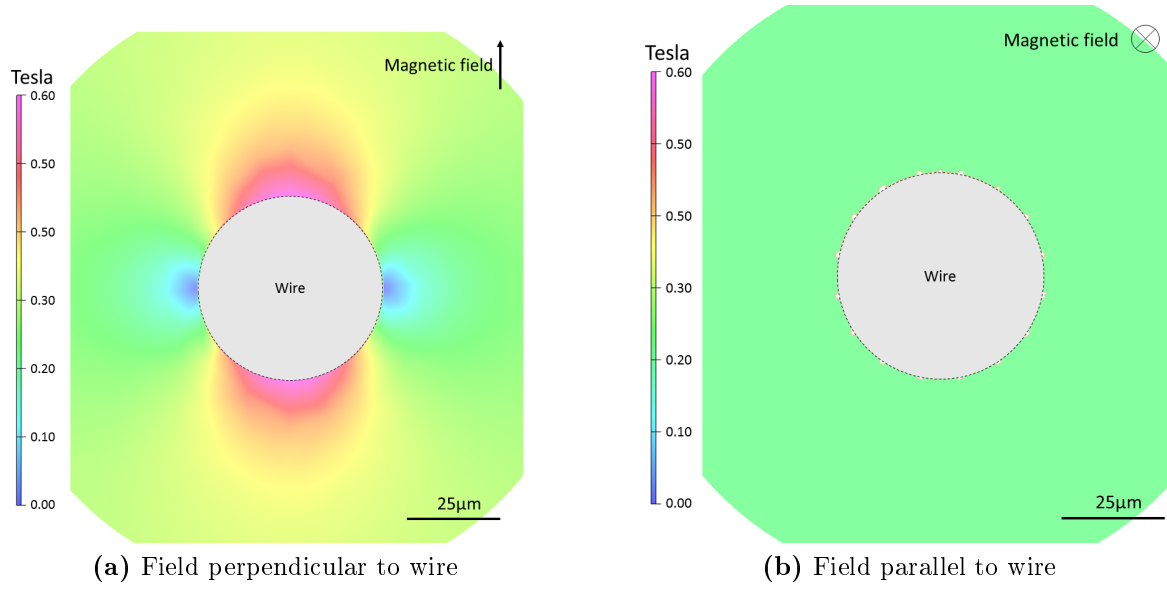 Tesla
0.60
0.50
0.50
0.30
0.20
0.10
0.00
Magnetic field
Wire
25μm
(a) Field perpendicular to wire
Tesla
0.60
0.50
0.50
0.30
0.20
0.10
0.00
Magnetic field
Wire
25μm
(b) Field parallel to wire